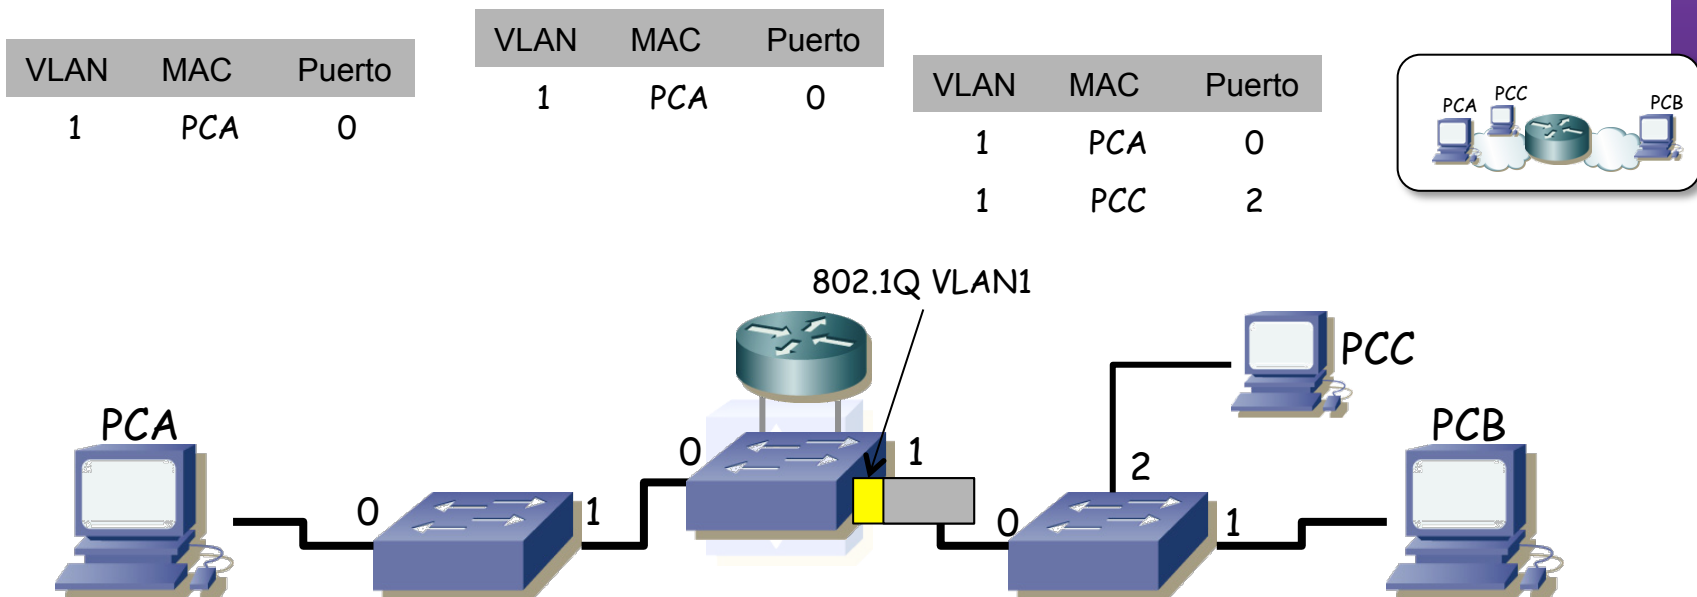 VLAN MAC Puerto
1 PCA 0
VLAN MAC Puerto
1 PCA 0
VLAN MAC Puerto
1 PCA 0
1 PCC 2
PCA PCC PCB
802.1Q VLAN1
PCC
PCA
PCB
0 1
2
0 1
0 1